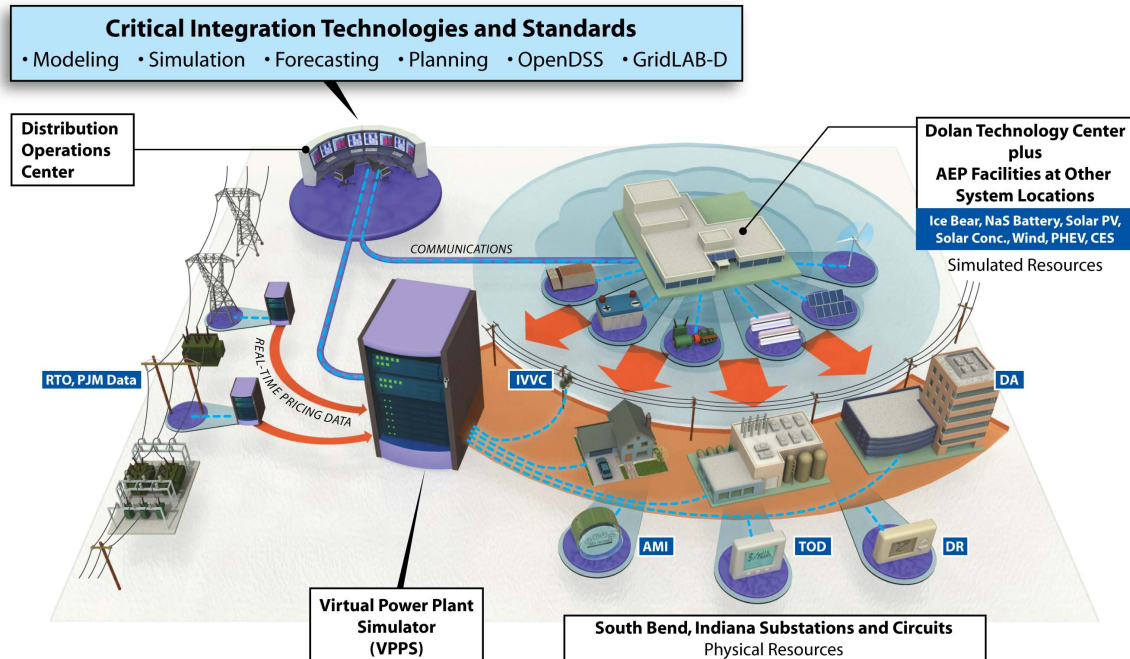 Critical Integration Technologies and Standards
• Modeling • Simulation • Forecasting • Planning • OpenDSS • GridLAB-D
Distribution
Operations
Center
Dolan Technology Center
plus
AEP Facilities at Other
System Locations
Ice Bear, NaS Battery, Solar PV,
Solar Conc., Wind, PHEV, CES
Simulated Resources
COMMUNICATIONS
RTO, PJM Data
REAL-TIME PRICING DATA
IVVC
DA
AMI
TOD
DR
Virtual Power Plant
Simulator
(VPPS)
South Bend, Indiana Substations and Circuits
Physical Resources